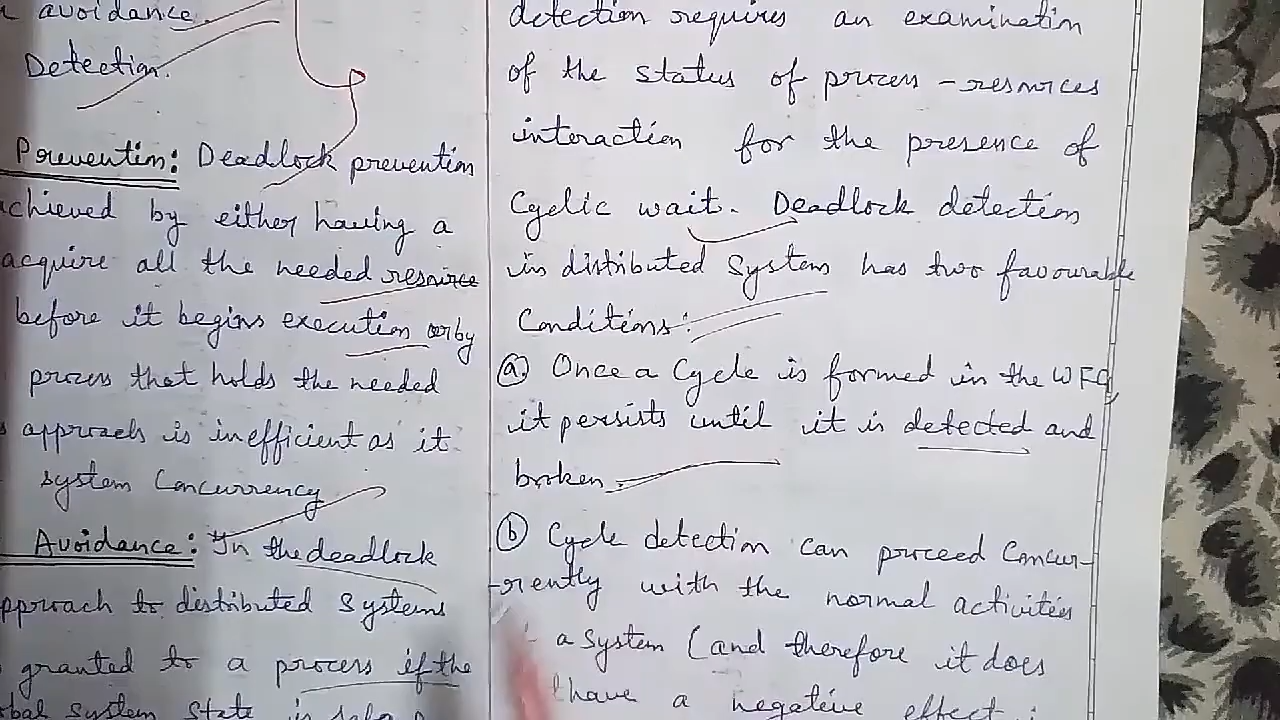 avoidance.
Detection.
Prevention: Deadlock prevention
achieved by either having a
acquire all the needed resource
before it begins execution or by
process that holds the needed
approach is inefficient as it
system Concurrency
Avoidance: In the deadlock
approach to distributed Systems
granted to a process if the
system state is safe
detection requires an examination
of the status of process - resources
interaction for the presence of
Cyclic wait. Deadlock detection
in distributed System has two favourable
Conditions:
(a) Once a Cycle is formed in the WFG,
it persists until it is detected and
broken
(b) Cycle detection can proceed Concur-
-rently with the normal activities
a system (and therefore it does
have a negative effect